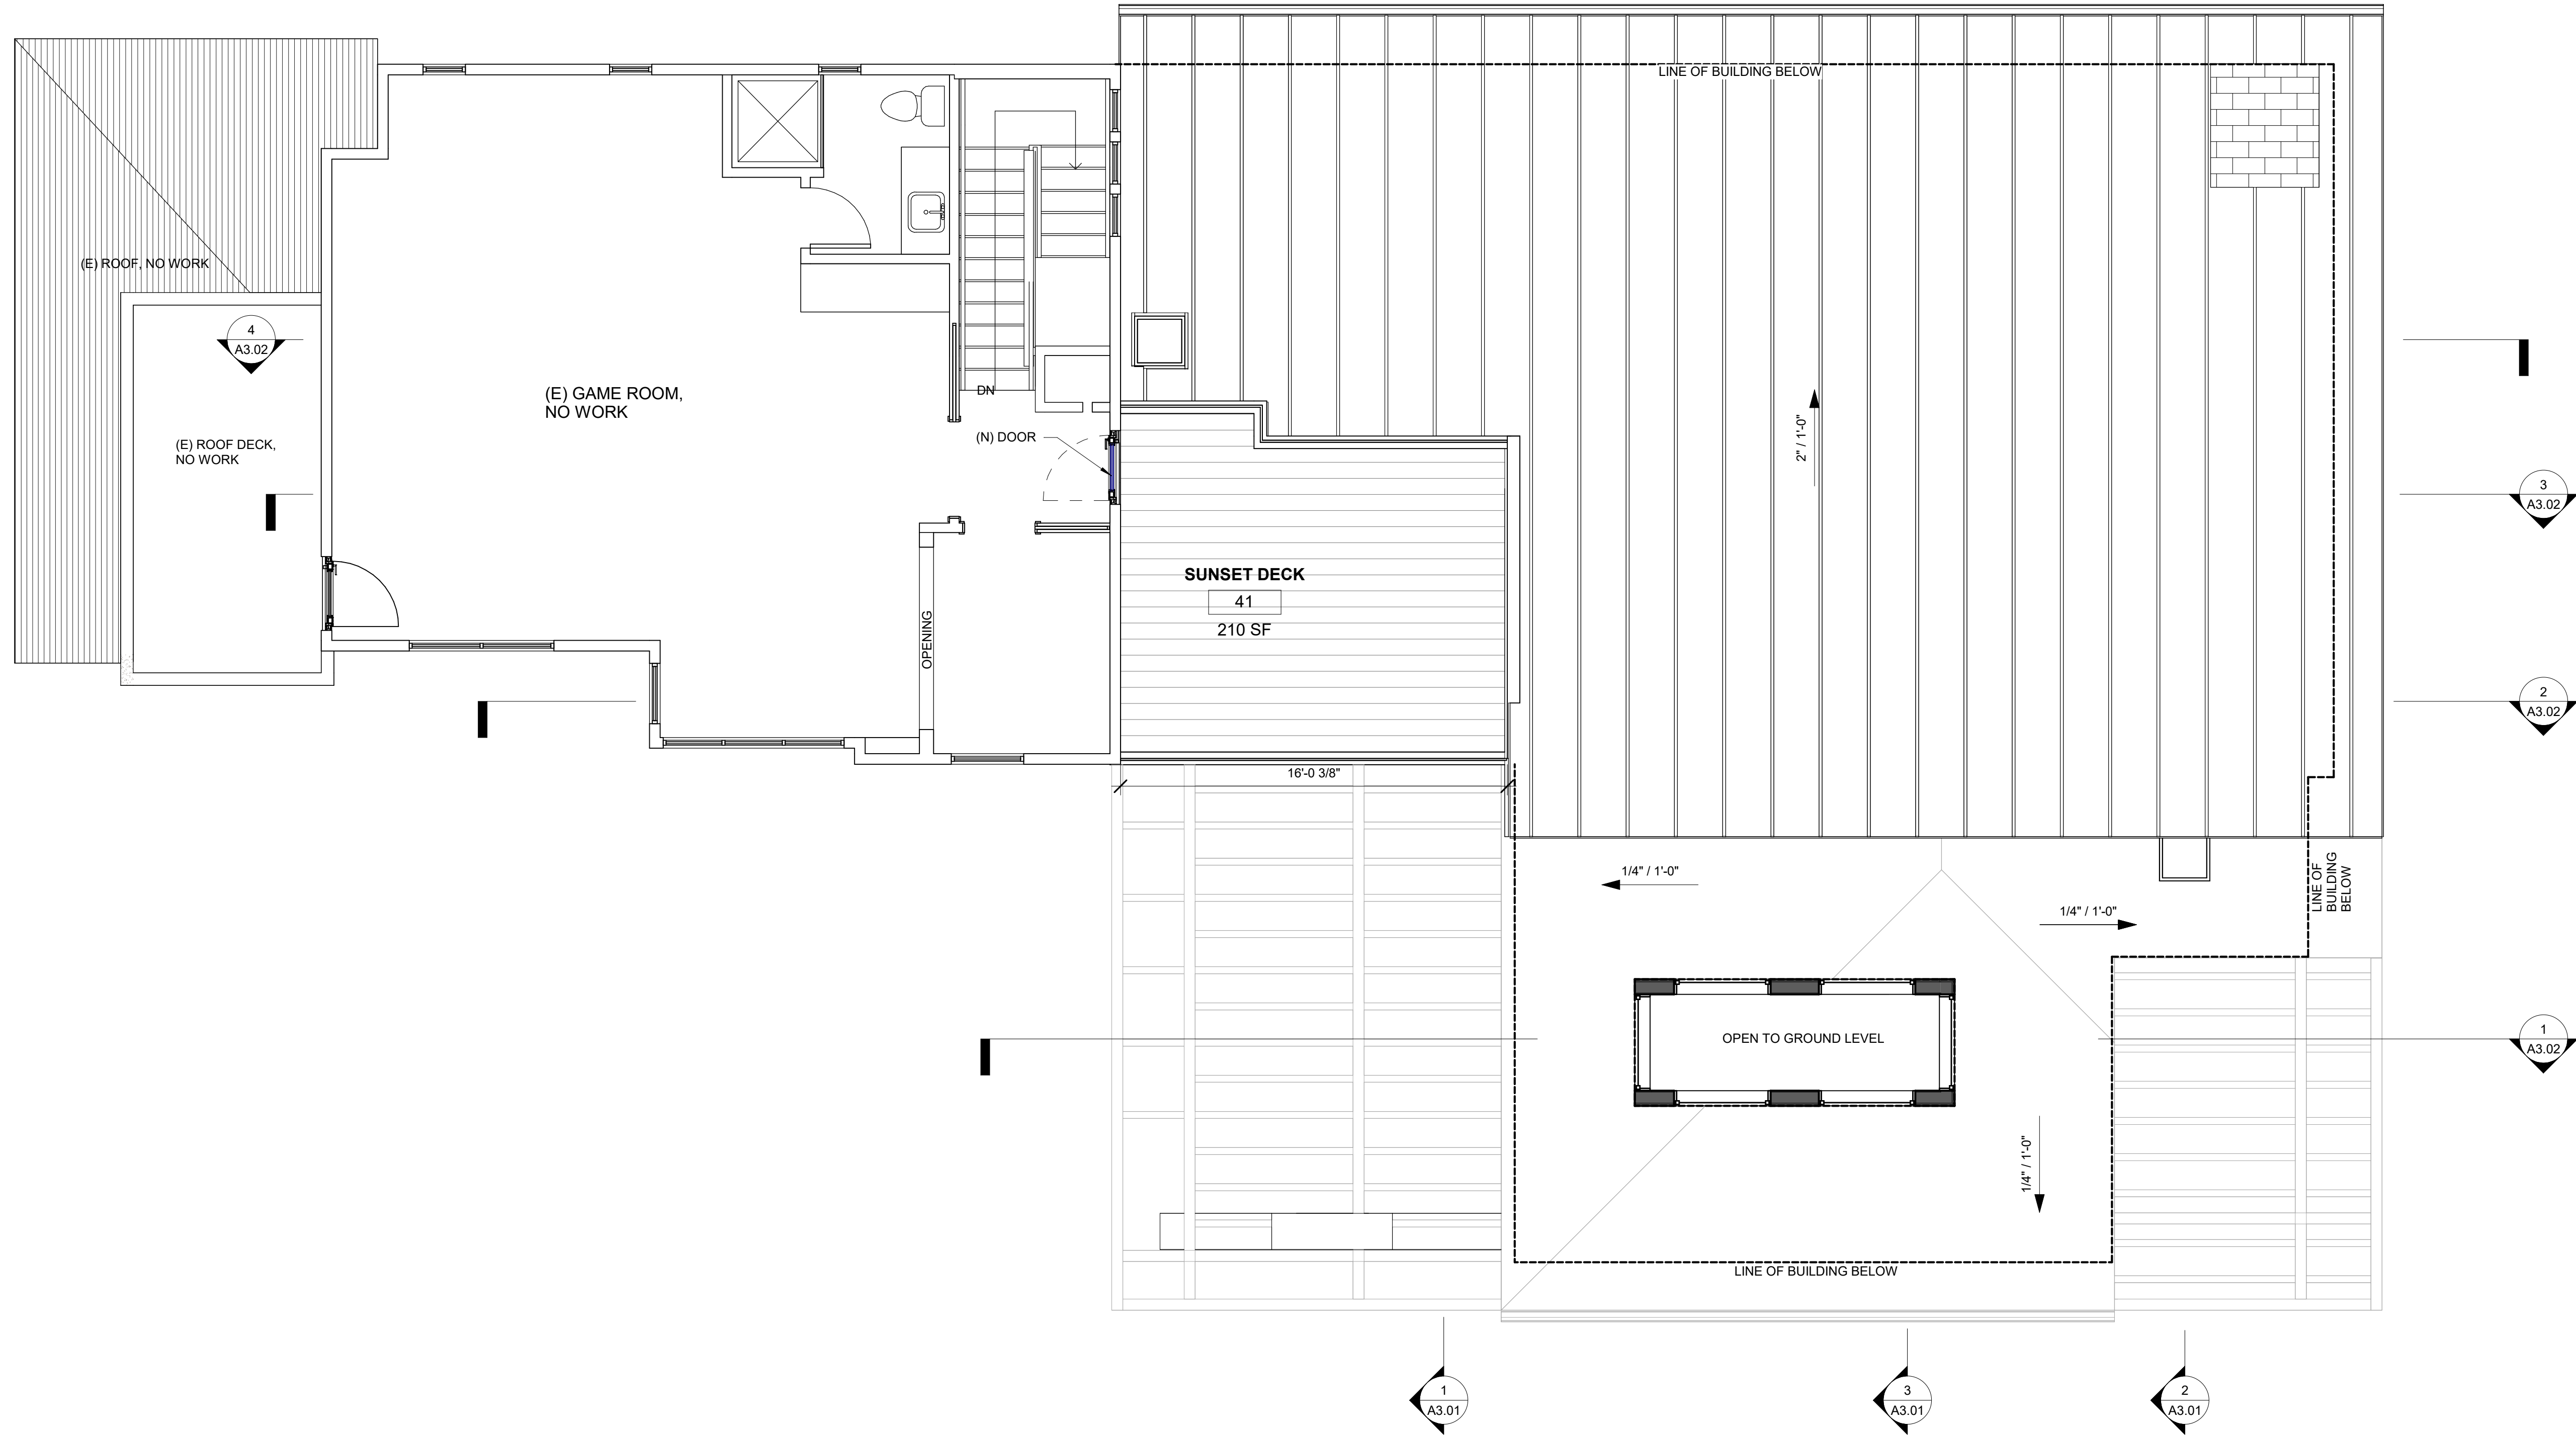 LINE OF BUILDING BELOW
(E) ROOF, NO WORK
4
A3.02
(E) GAME ROOM,
NO WORK
DN
(E) ROOF DECK,
NO WORK
(N) DOOR
2" / 1'-0"
3
A3.02
SUNSET DECK
41
210 SF
OPENING
2
A3.02
16'-0 3/8"
1/4" / 1'-0"
1/4" / 1'-0"
LINE OF
BUILDING
BELOW
OPEN TO GROUND LEVEL
1
A3.02
1/4" / 1'-0"
LINE OF BUILDING BELOW
1
A3.01
3
A3.01
2
A3.01